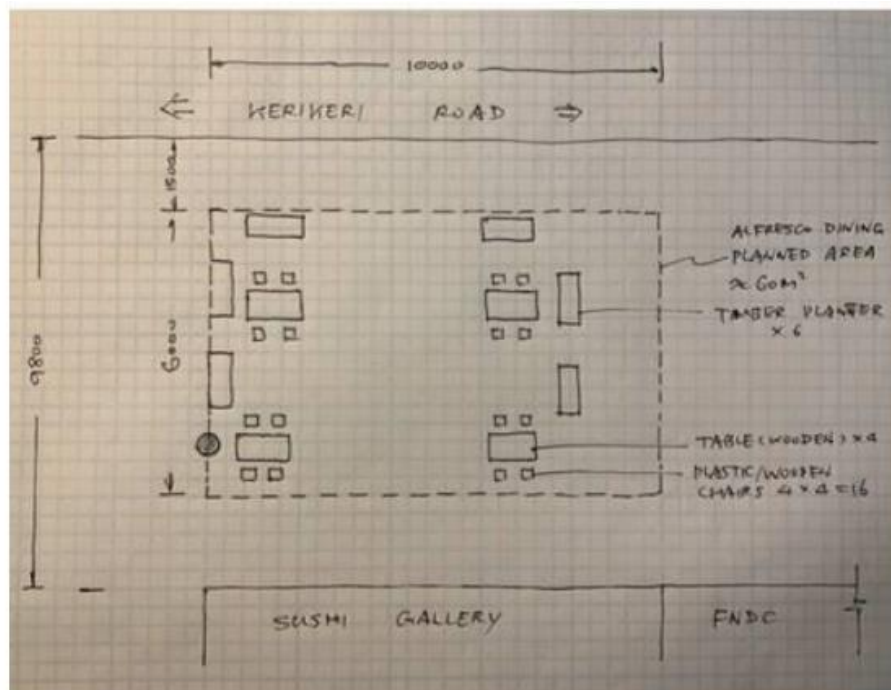 10000
KERIKERI ROAD
1500
9800
6000
ALFRESCO DINING
PLANNED AREA
≈ 60m²
TIMBER PLANTER
× 6
TABLE (WOODEN) × 4
PLASTIC/WOODEN
CHAIRS 4 × 4 = 16
SUSHI GALLERY
FNDC